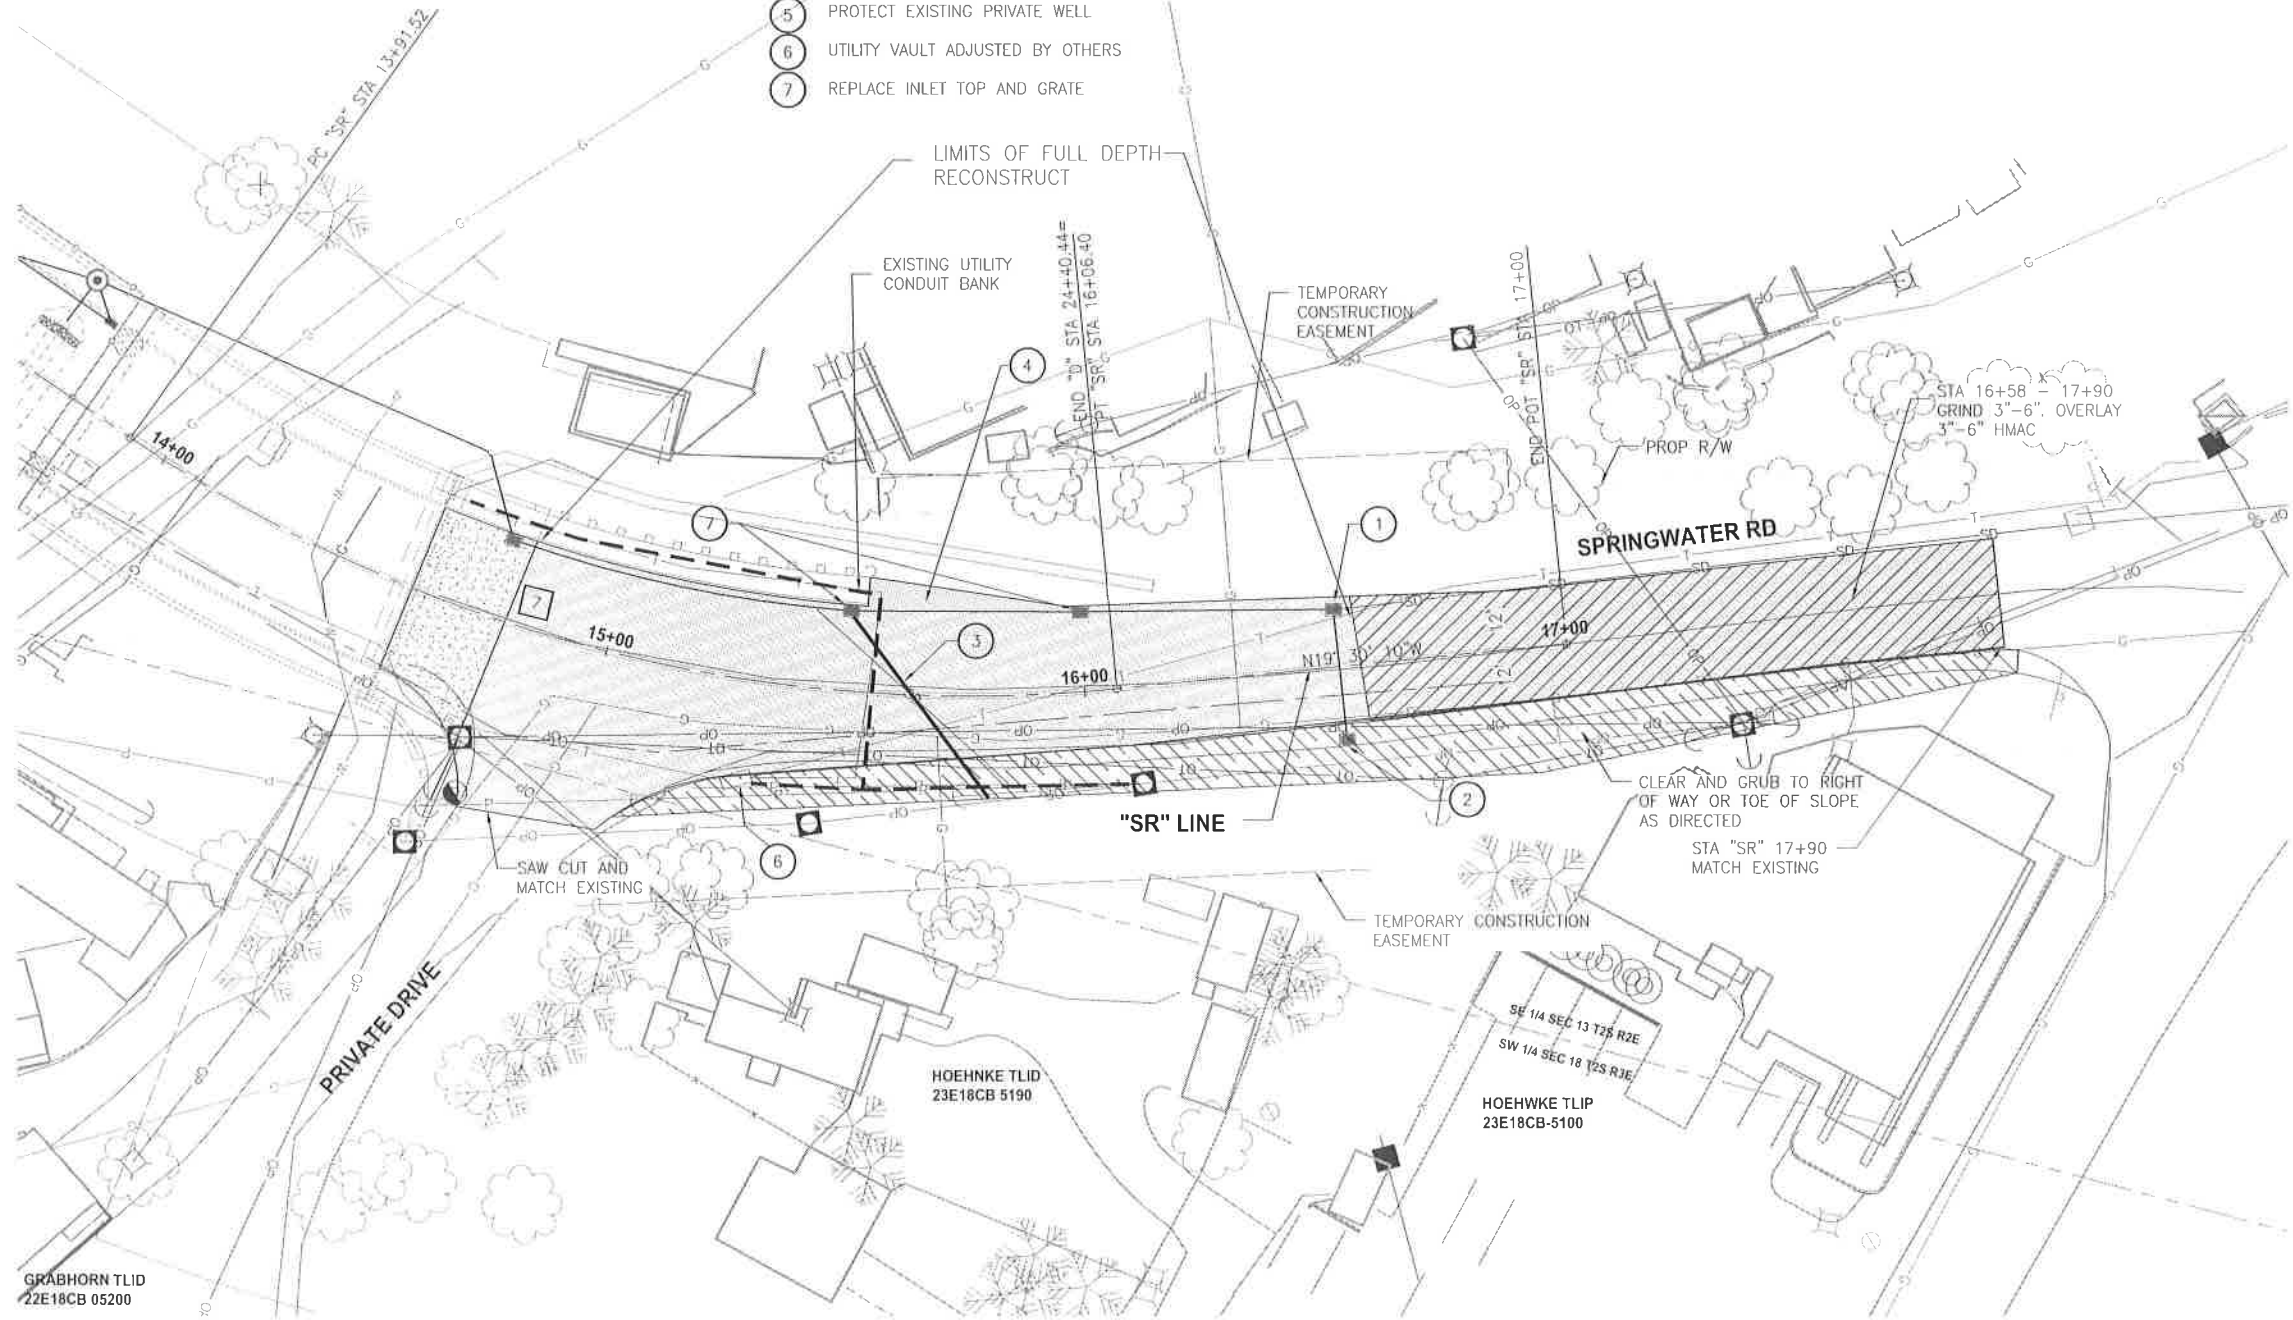 5 PROTECT EXISTING PRIVATE WELL
6 UTILITY VAULT ADJUSTED BY OTHERS
7 REPLACE INLET TOP AND GRATE
PC "SR" STA 13+91.52
LIMITS OF FULL DEPTH
RECONSTRUCT
EXISTING UTILITY
CONDUIT BANK
END "D" STA 24+40.44=
PT "SR" STA 16+06.40
TEMPORARY
CONSTRUCTION
EASEMENT
END POT "SR" STA 17+00
4
STA 16+58 - 17+90
GRIND 3"-6", OVERLAY
3"-6" HMAC
PROP R/W
14+00
7
1
SPRINGWATER RD
7
15+00
3
16+00
N19° 30' 10"W
12'
12'
17+00
"SR" LINE
2
6
CLEAR AND GRUB TO RIGHT
OF WAY OR TOE OF SLOPE
AS DIRECTED
STA "SR" 17+90
MATCH EXISTING
SAW CUT AND
MATCH EXISTING
TEMPORARY CONSTRUCTION
EASEMENT
PRIVATE DRIVE
SE 1/4 SEC 13 T2S R2E
SW 1/4 SEC 18 T2S R3E
HOEHNKE TLID
23E18CB 5190
HOEHWKE TLIP
23E18CB-5100
GRABHORN TLID
22E18CB 05200